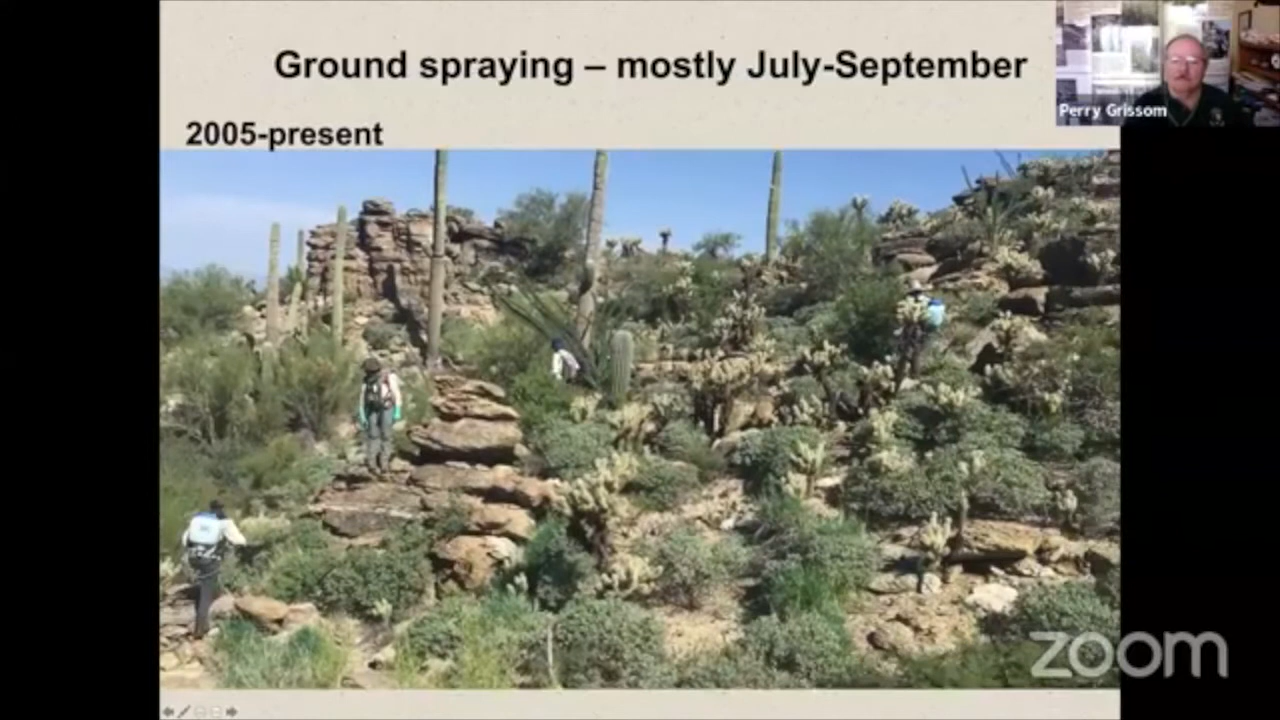 Ground spraying – mostly July-September
Perry Grissom
2005-present
zoom